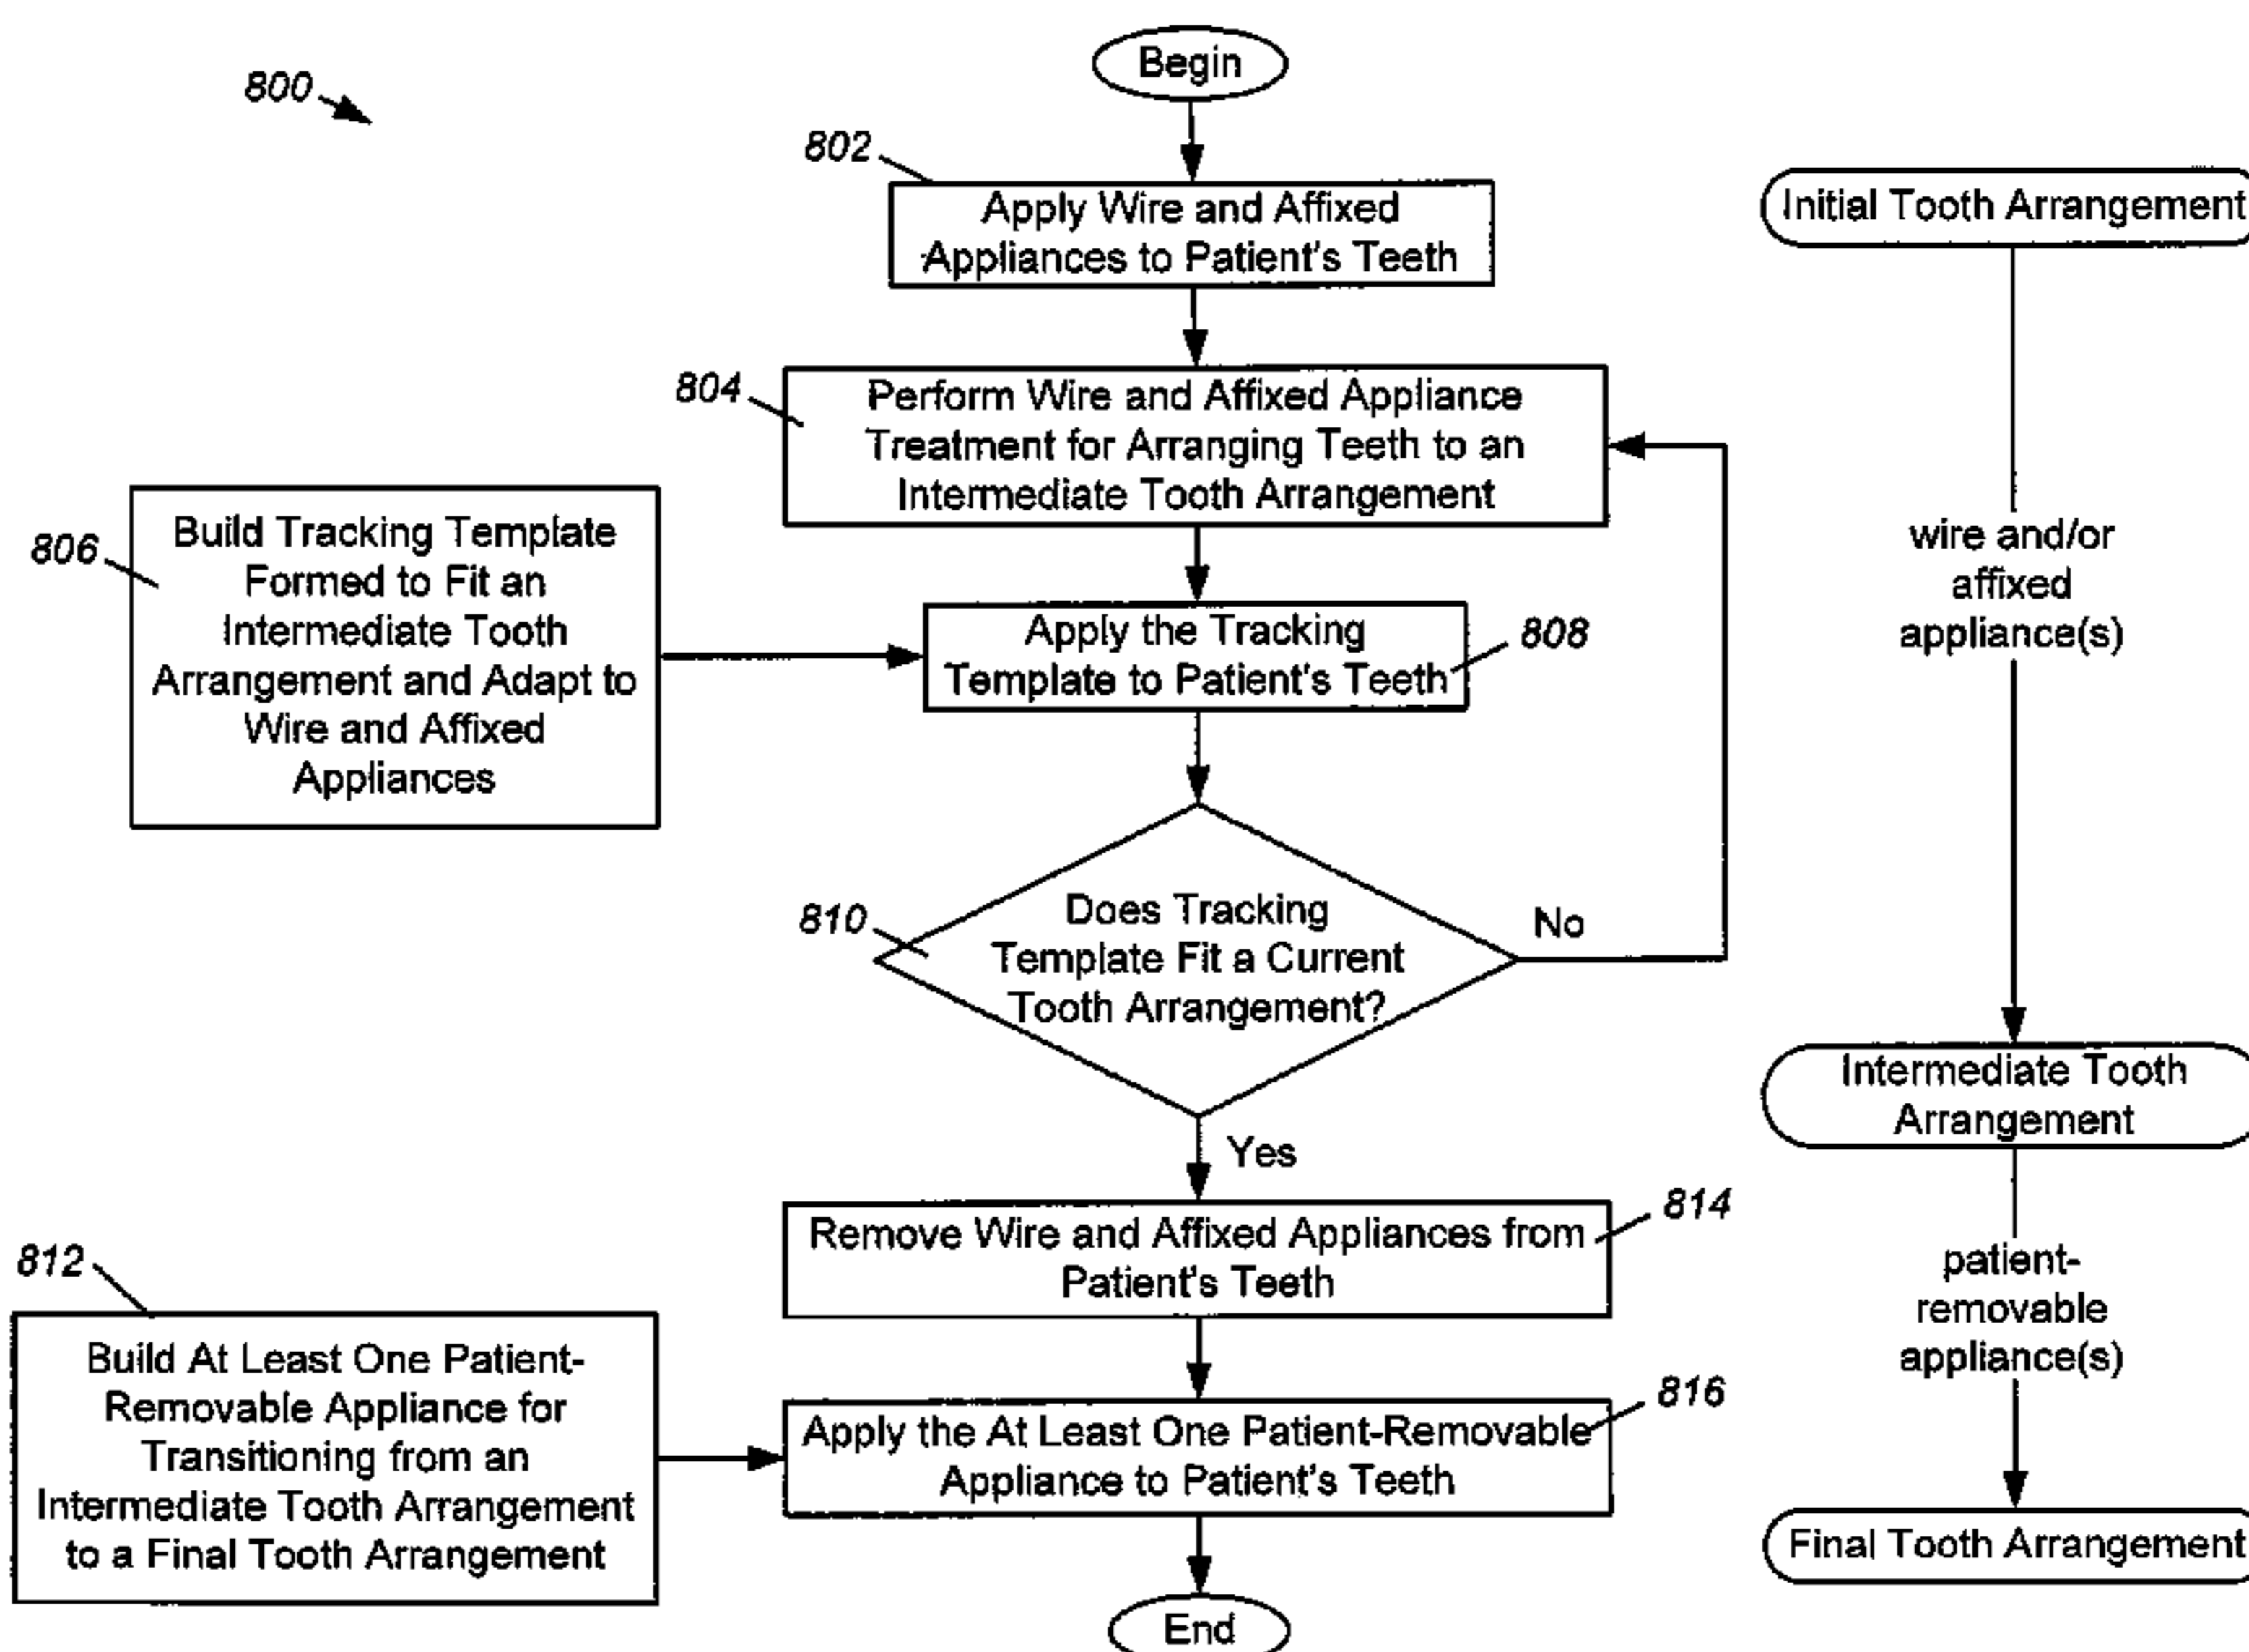 Begin
800
802
Apply Wire and Affixed
Appliances to Patient's Teeth
Initial Tooth Arrangement
804
Perform Wire and Affixed Appliance
Treatment for Arranging Teeth to an
Intermediate Tooth Arrangement
806
Build Tracking Template
Formed to Fit an
Intermediate Tooth
Arrangement and Adapt to
Wire and Affixed
Appliances
wire and/or
affixed
appliance(s)
Apply the Tracking
Template to Patient's Teeth
808
810
Does Tracking
Template Fit a Current
Tooth Arrangement?
No
Intermediate Tooth
Arrangement
Yes
814
Remove Wire and Affixed Appliances from
Patient's Teeth
812
Build At Least One Patient-
Removable Appliance for
Transitioning from an
Intermediate Tooth Arrangement
to a Final Tooth Arrangement
patient-
removable
appliance(s)
816
Apply the At Least One Patient-Removable
Appliance to Patient's Teeth
Final Tooth Arrangement
End